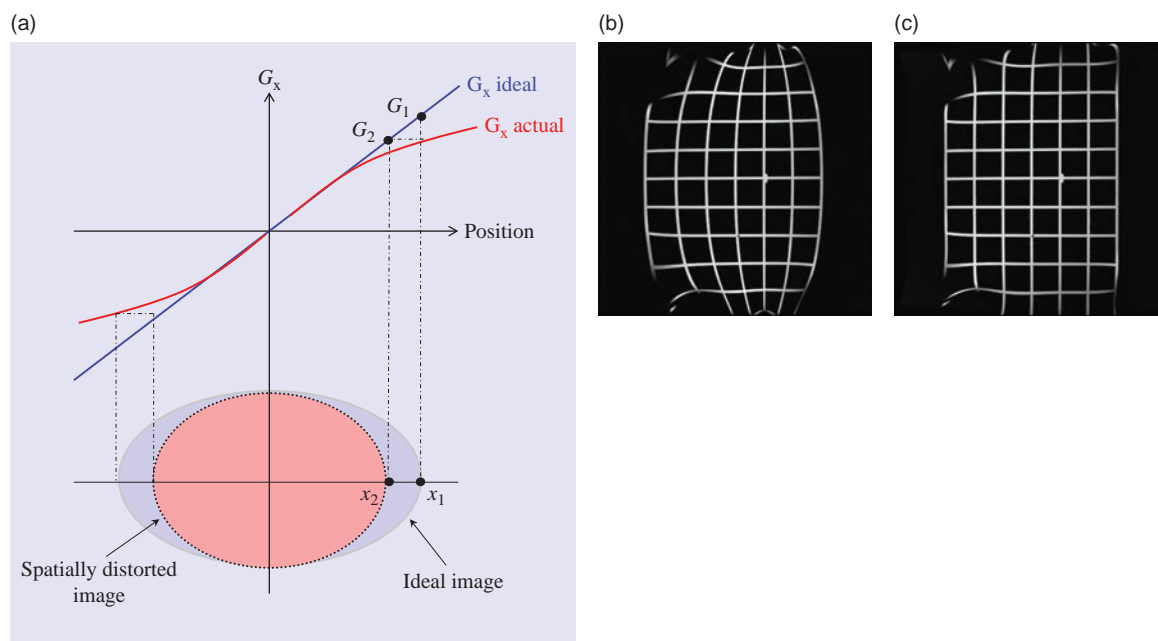 (a)
(b)
(c)
Gx
Gx ideal
G1
G2
Gx actual
Position
x2
x1
Spatially distorted
image
Ideal image